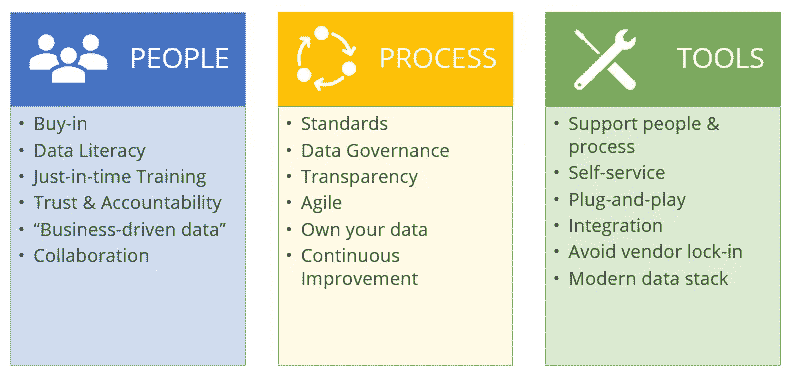 PEOPLE
• Buy-in
• Data Literacy
• Just-in-time Training
• Trust & Accountability
• “Business-driven data”
• Collaboration
PROCESS
• Standards
• Data Governance
• Transparency
• Agile
• Own your data
• Continuous
Improvement
TOOLS
• Support people &
process
• Self-service
• Plug-and-play
• Integration
• Avoid vendor lock-in
• Modern data stack